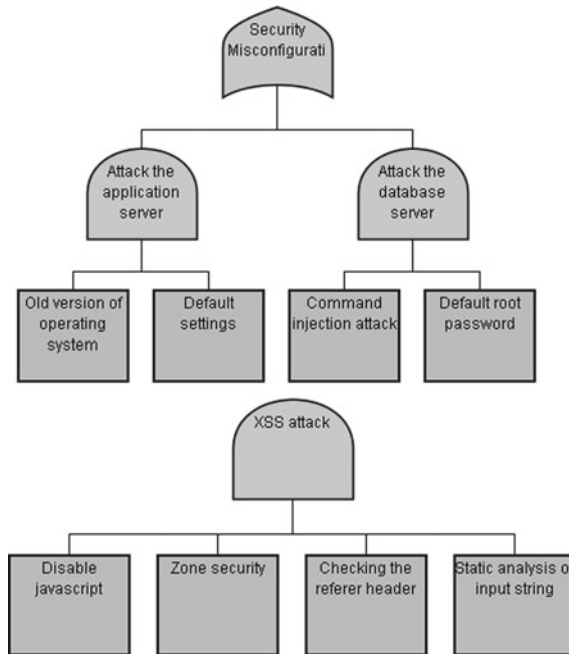 Security
Misconfigurati
Attack the
application
server
Attack the
database
server
Old version of
operating
system
Default
settings
Command
injection attack
Default root
password
XSS attack
Disable
javascript
Zone security
Checking the
referer header
Static analysis o
input string